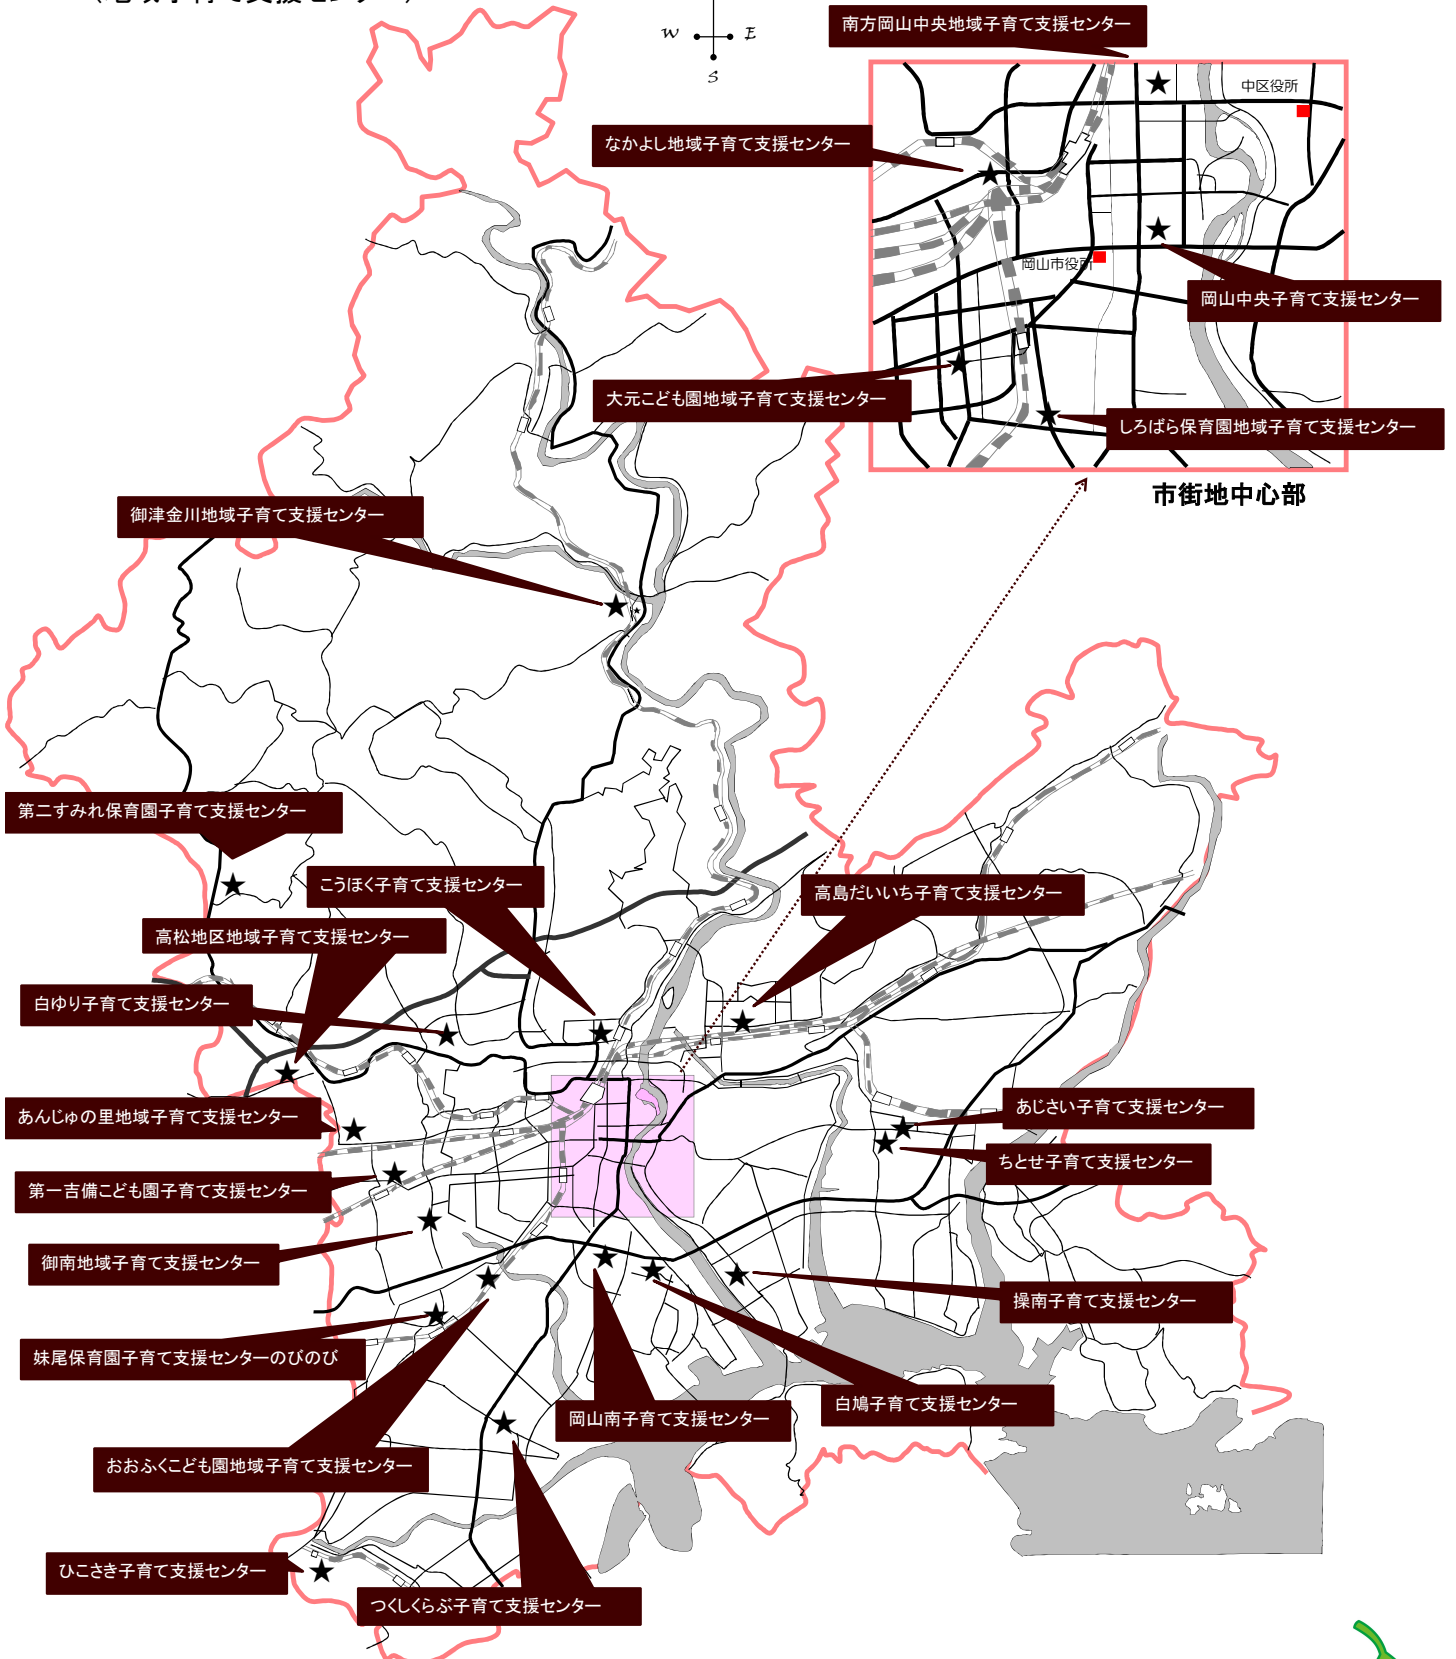 (地域子育て支援センター)
W E
S
南方岡山中央地域子育て支援センター
中区役所
なかよし地域子育て支援センター
岡山市役所
岡山中央子育て支援センター
大元こども園地域子育て支援センター
しろばら保育園地域子育て支援センター
市街地中心部
御津金川地域子育て支援センター
第二すみれ保育園子育て支援センター
こうほく子育て支援センター
高島だいいち子育て支援センター
高松地区地域子育て支援センター
白ゆり子育て支援センター
あんじゅの里地域子育て支援センター
あじさい子育て支援センター
ちとせ子育て支援センター
第一吉備こども園子育て支援センター
御南地域子育て支援センター
操南子育て支援センター
妹尾保育園子育て支援センターのびのび
白鳩子育て支援センター
岡山南子育て支援センター
おおふくこども園地域子育て支援センター
ひこさき子育て支援センター
つくしくらぶ子育て支援センター